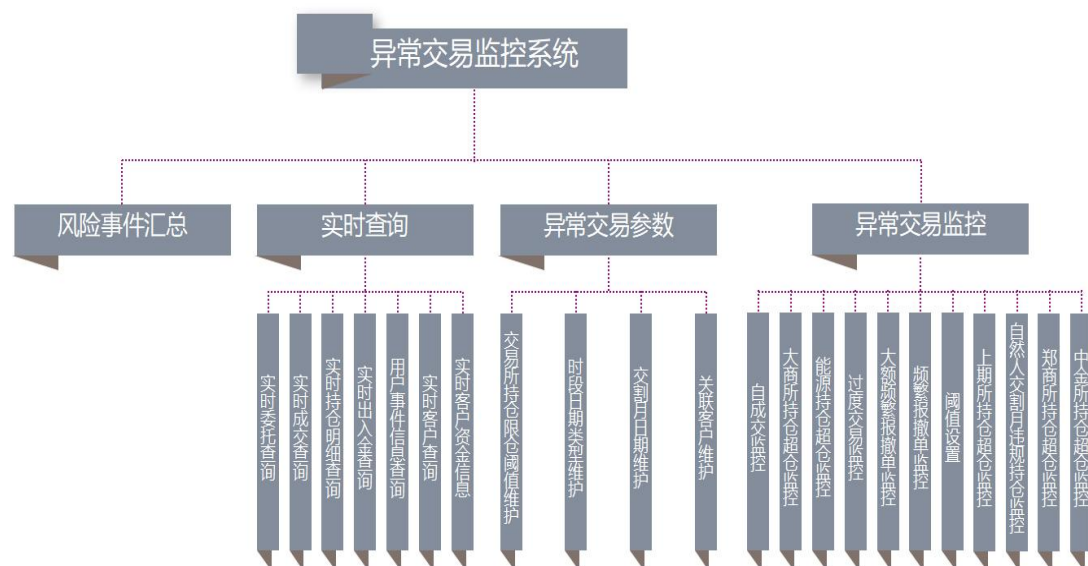 异常交易监控系统
风险事件汇总
实时查询
异常交易参数
异常交易监控
实时委托查询
实时成交查询
实时持仓明细查询
实时出入金查询
用户事件信息查询
实时客户查询
实时客户资金信息
交易所持仓限仓阈值维护
时段日期类型维护
交割月日期维护
关联客户维护
自成交监控
大商所持仓超仓监控
能源持仓超仓监控
过度交易监控
大额频繁报撤单监控
频繁报撤单监控
阈值设置
上期所持仓超仓监控
自然人交割月违规持仓监控
郑商所持仓超仓监控
中金所持仓超仓监控